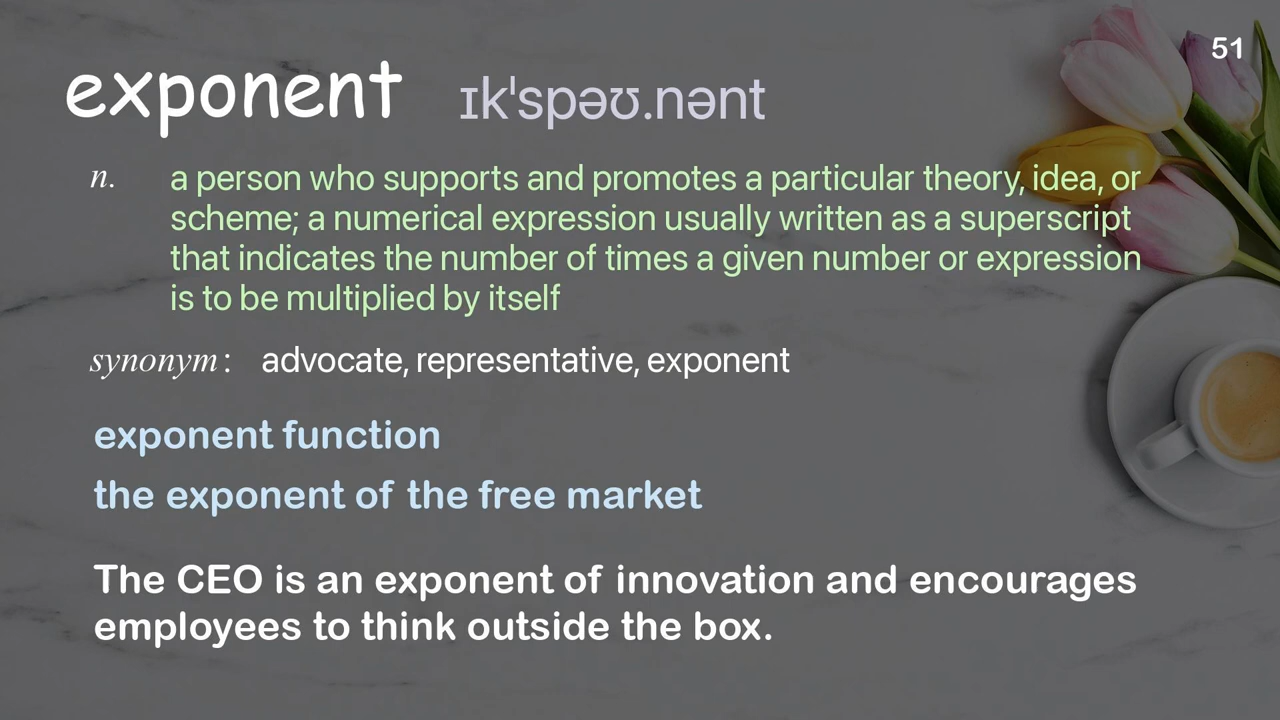 51
exponent ɪkˈspəʊ.nənt
n. a person who supports and promotes a particular theory, idea, or
scheme; a numerical expression usually written as a superscript
that indicates the number of times a given number or expression
is to be multiplied by itself
synonym: advocate, representative, exponent
exponent function
the exponent of the free market
The CEO is an exponent of innovation and encourages
employees to think outside the box.